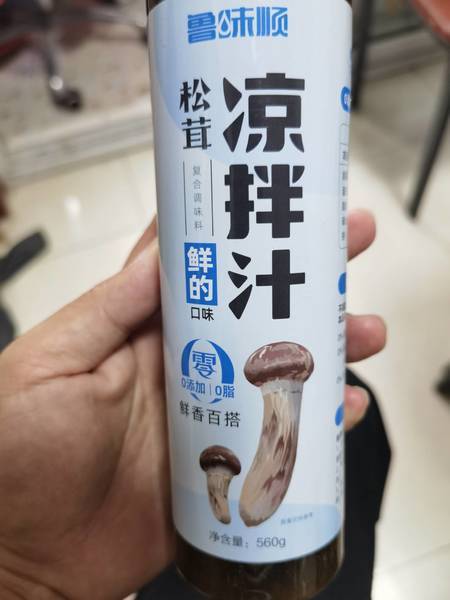 鲁味顺
松茸
凉拌汁
复合调味料
鲜的
口味
零
0添加|0脂
鲜香百搭
净含量：560g